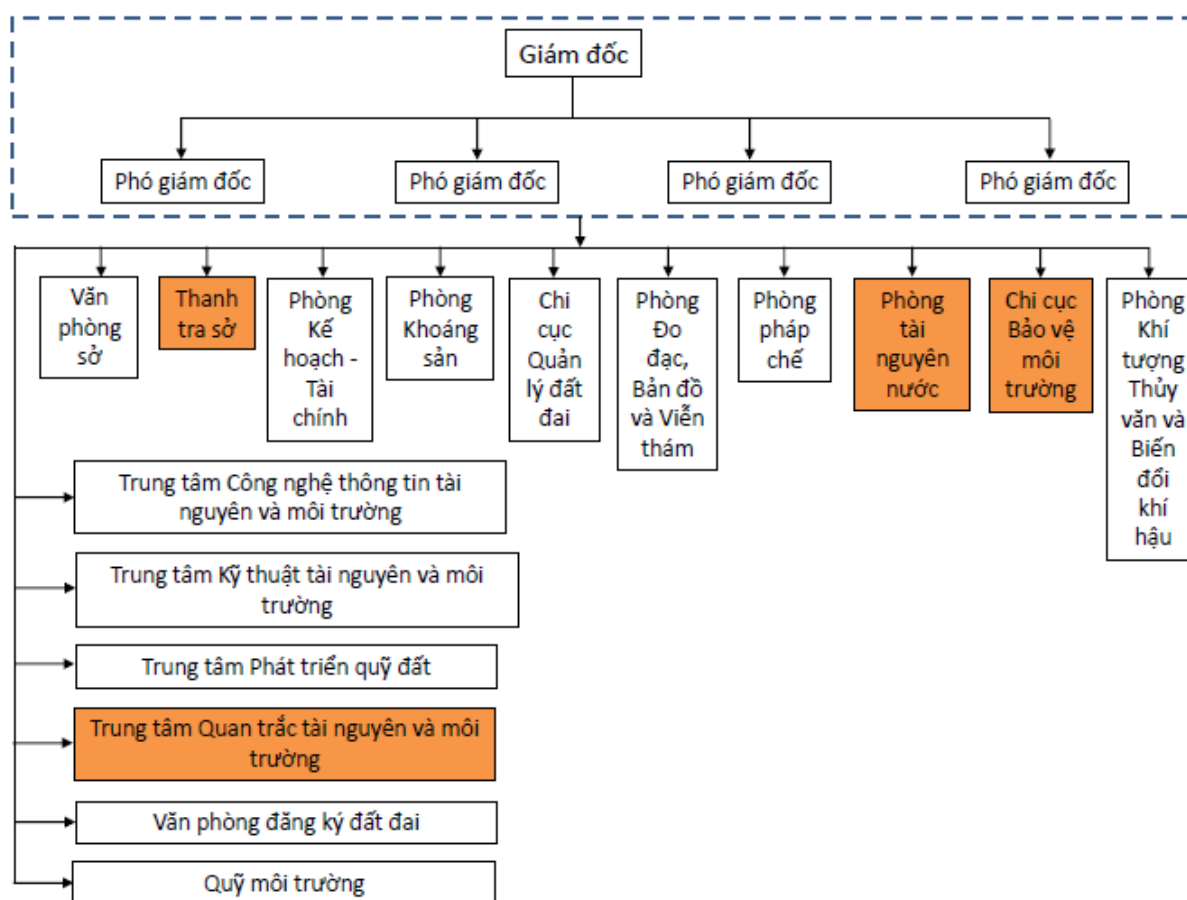 Giám đốc
Phó giám đốc
Phó giám đốc
Phó giám đốc
Phó giám đốc
Văn
phòng
sở
Thanh
tra sở
Phòng
Kế
hoạch -
Tài
chính
Phòng
Khoáng
sản
Chi
cục
Quản
lý đất
đai
Phòng
Đo
đạc,
Bản đồ
và Viễn
thám
Phòng
pháp
chế
Phòng
tài
nguyên
nước
Chi cục
Bảo vệ
môi
trường
Phòng
Khí
tượng
Thủy
văn và
Biến
đổi
khí
hậu
Trung tâm Công nghệ thông tin tài
nguyên và môi trường
Trung tâm Kỹ thuật tài nguyên và môi
trường
Trung tâm Phát triển quỹ đất
Trung tâm Quan trắc tài nguyên và môi
trường
Văn phòng đăng ký đất đai
Quỹ môi trường